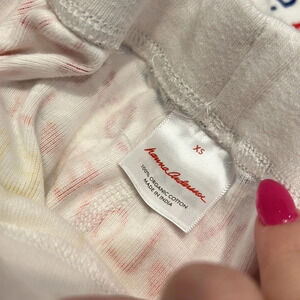 XS
hanna andersson
100% ORGANIC COTTON
MADE IN INDIA